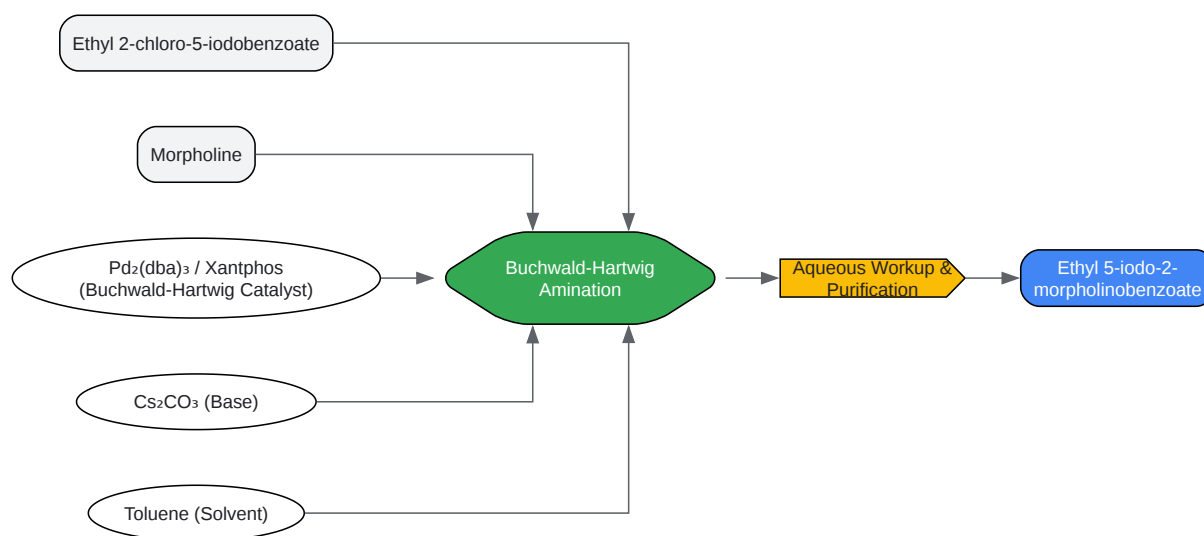 Ethyl 2-chloro-5-iodobenzoate
Morpholine
Pd₂(dba)₃ / Xantphos
(Buchwald-Hartwig Catalyst)
Cs₂CO₃ (Base)
Toluene (Solvent)
Buchwald-Hartwig
Amination
Aqueous Workup &
Purification
Ethyl 5-iodo-2-
morpholinobenzoate